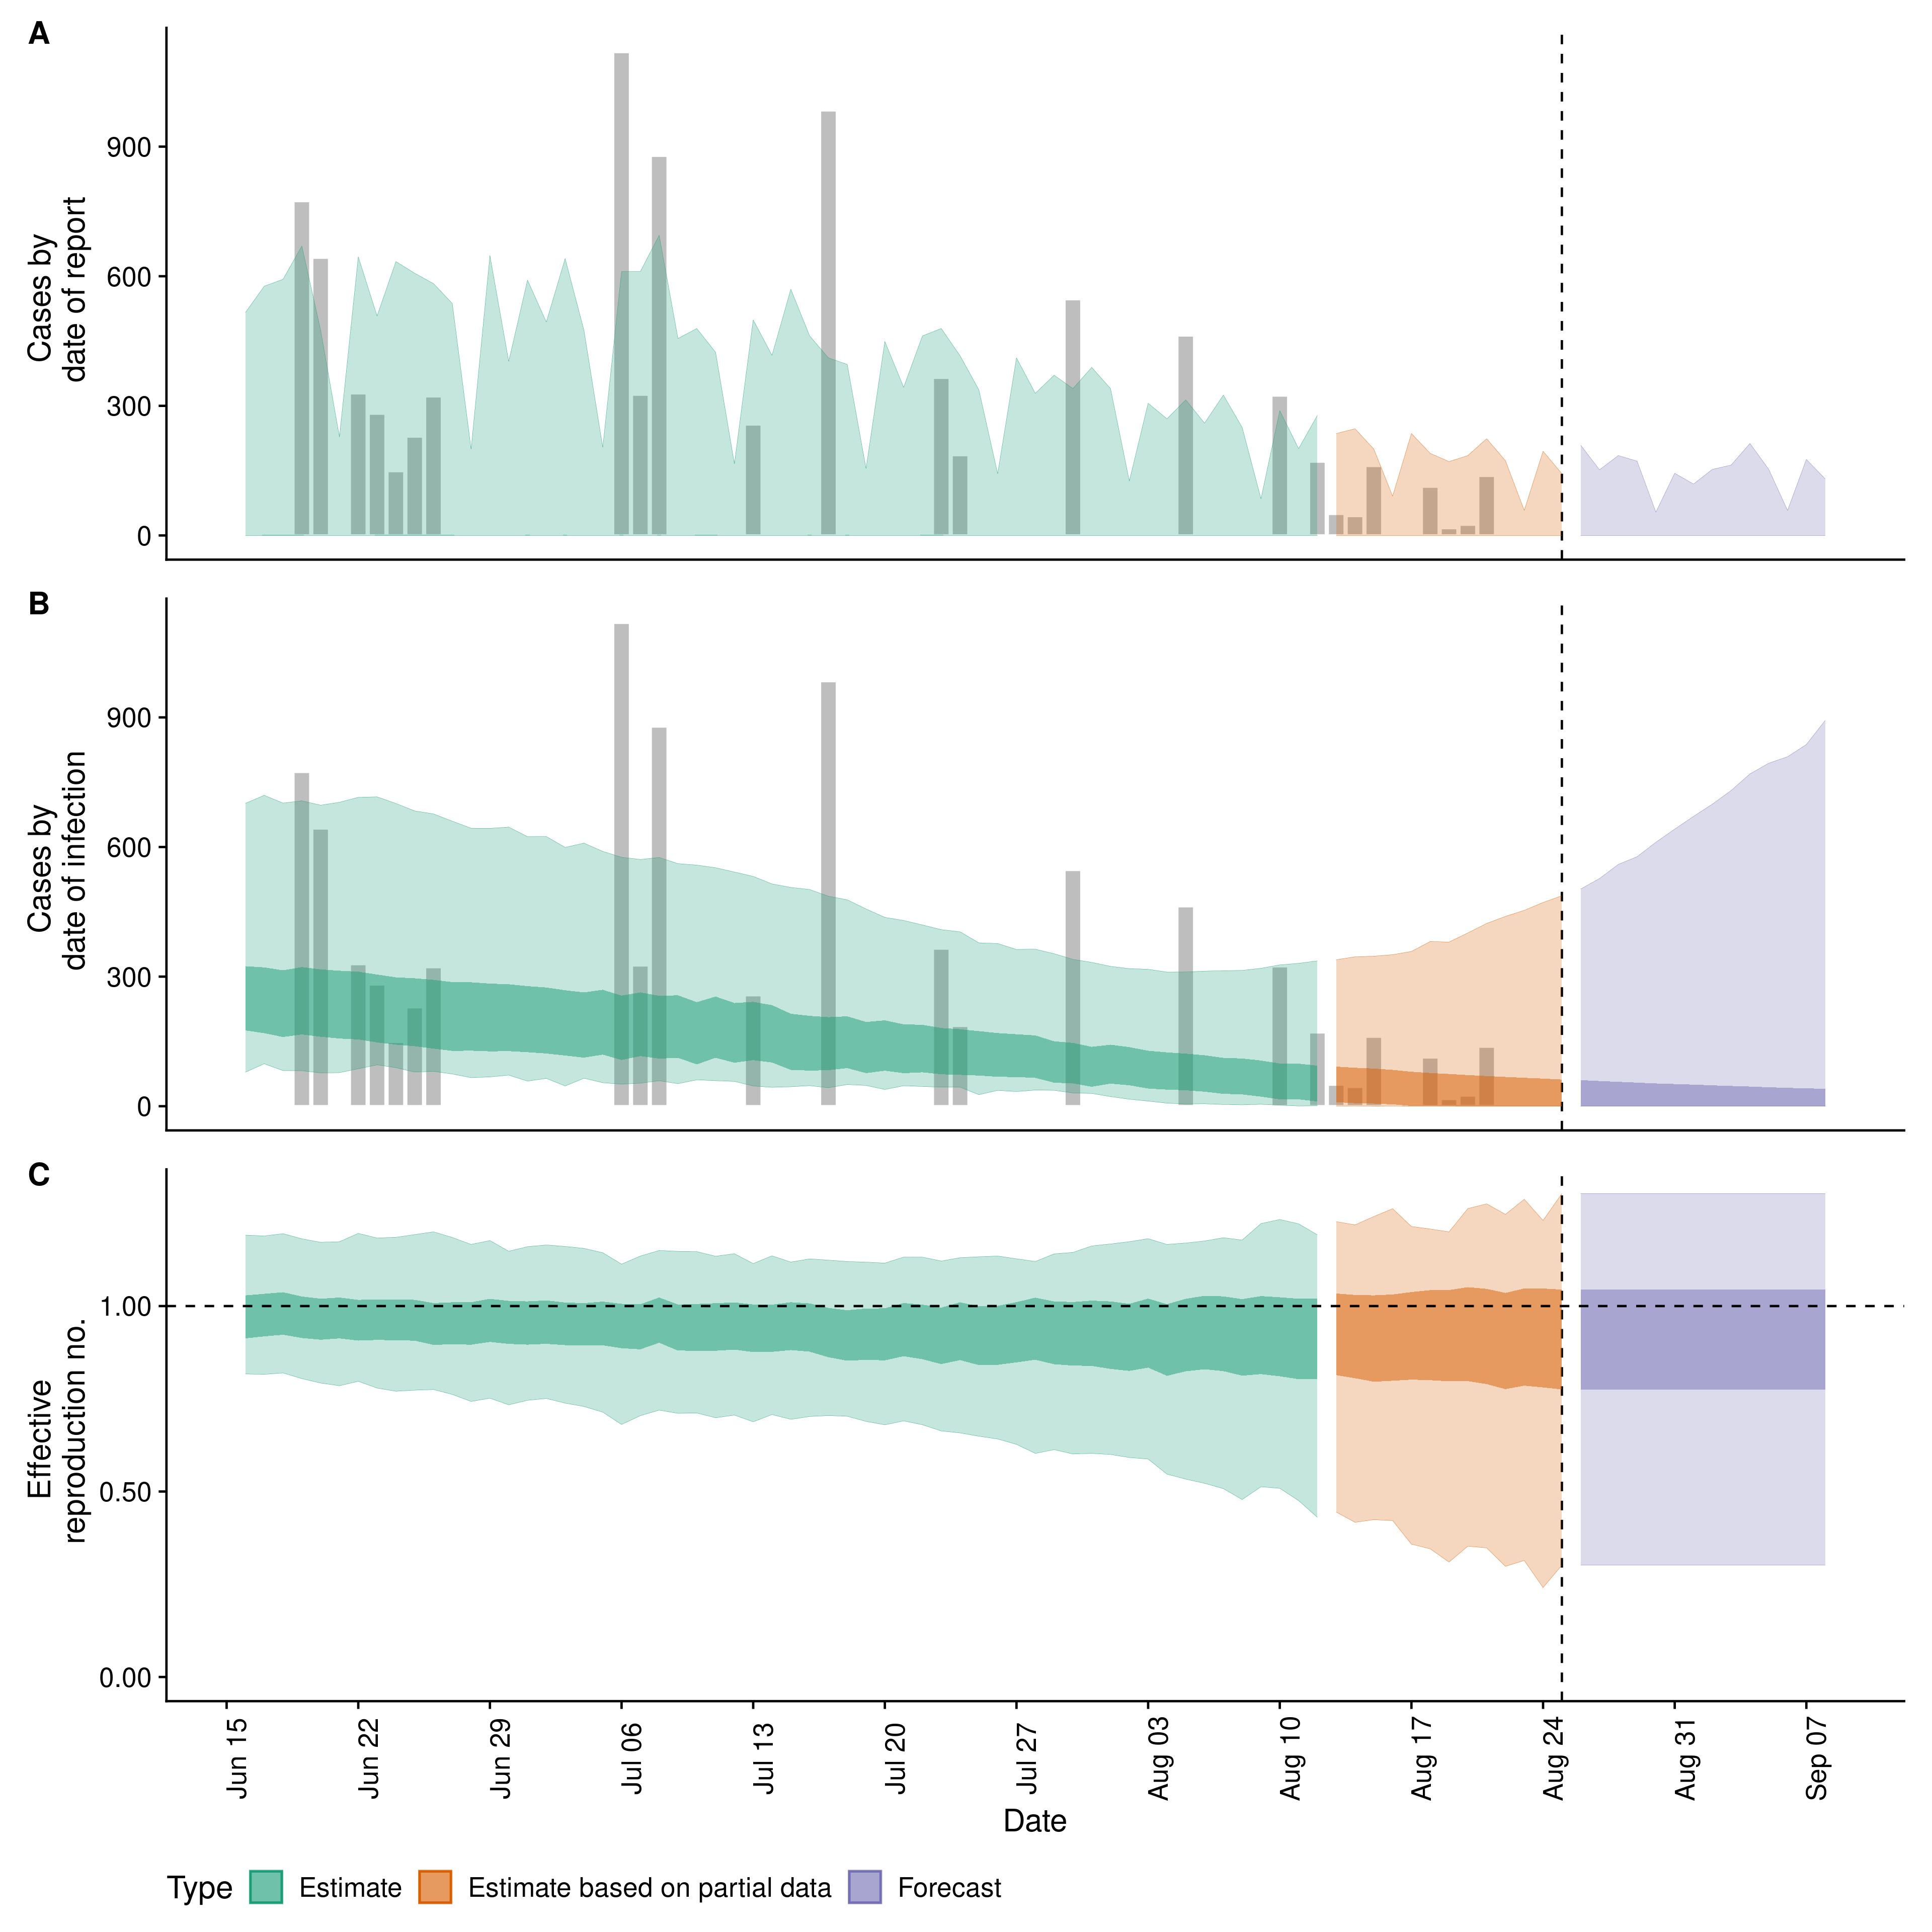 A
Cases by
date of report
900
600
300
0
B
Cases by
date of infection
900
600
300
0
C
Effective
reproduction no.
1.00
0.50
0.00
Jun 15
Jun 22
Jun 29
Jul 06
Jul 13
Jul 20
Jul 27
Aug 03
Aug 10
Aug 17
Aug 24
Aug 31
Sep 07
Date
Type
Estimate
Estimate based on partial data
Forecast